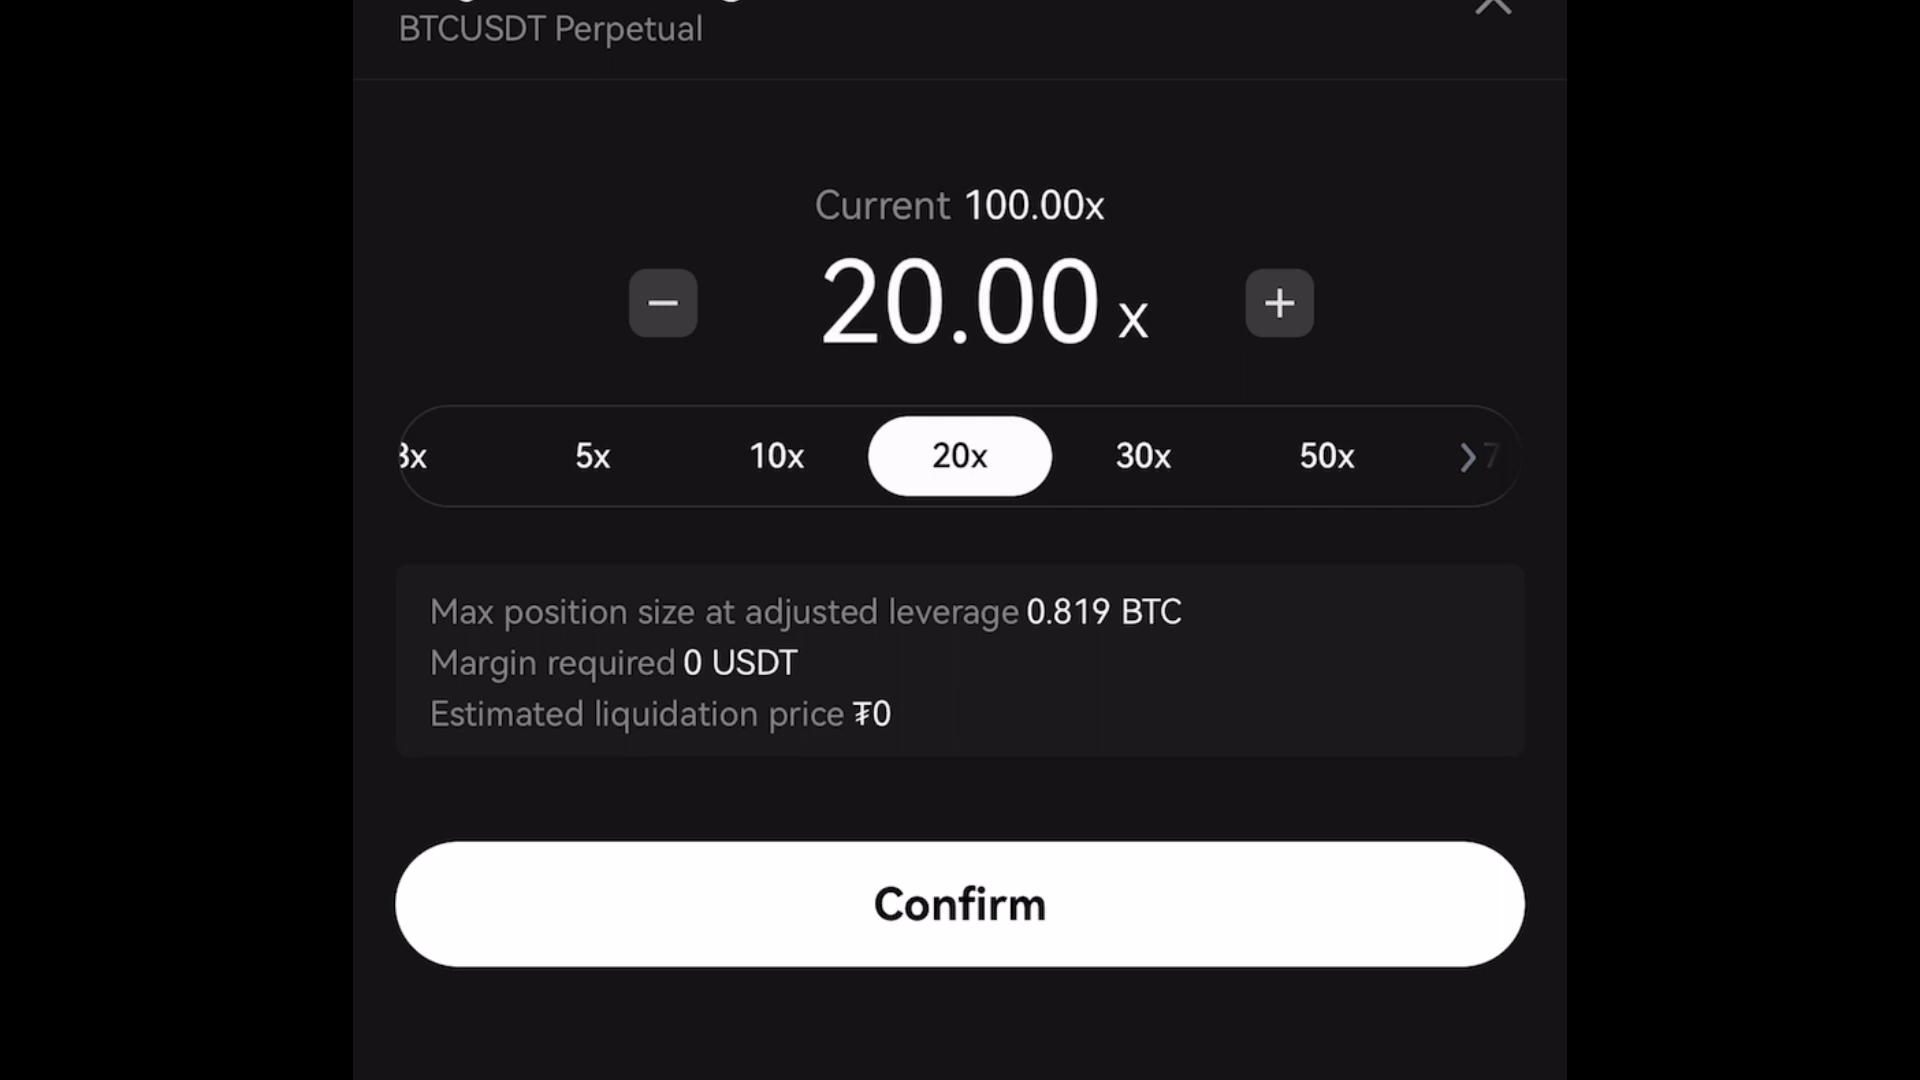 BTCUSDT Perpetual
Current 100.00x
20.00 x
5x 10x 20x 30x 50x
Max position size at adjusted leverage 0.819 BTC
Margin required 0 USDT
Estimated liquidation price ₮0
Confirm